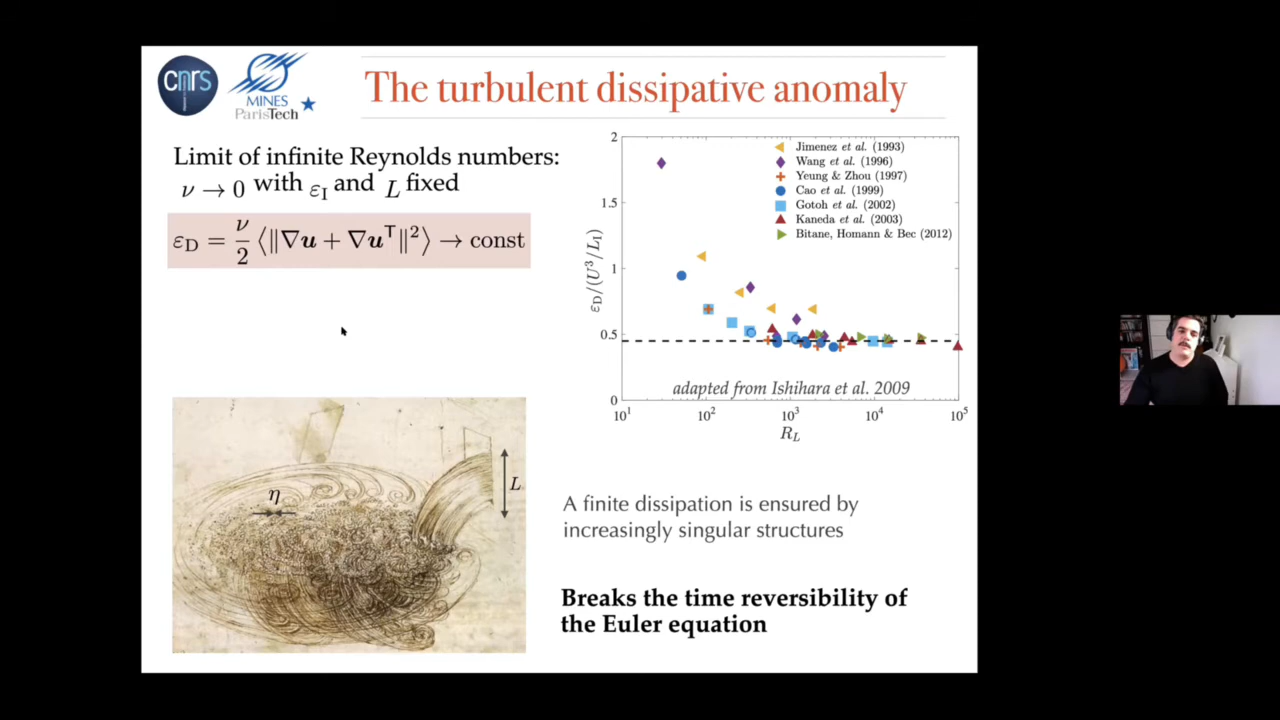 cnrs
MINES
ParisTech
The turbulent dissipative anomaly
Limit of infinite Reynolds numbers:
ν → 0 with ε_I and L fixed
ε_D = ν/2 ⟨‖∇u + ∇u^T‖²⟩ → const
η
L
2
1.5
1
0.5
0
ε_D/(U³/L_I)
Jimenez et al. (1993)
Wang et al. (1996)
Yeung & Zhou (1997)
Cao et al. (1999)
Gotoh et al. (2002)
Kaneda et al. (2003)
Bitane, Homann & Bec (2012)
adapted from Ishihara et al. 2009
10¹ 10² 10³ 10⁴ 10⁵
R_L
A finite dissipation is ensured by
increasingly singular structures
Breaks the time reversibility of
the Euler equation